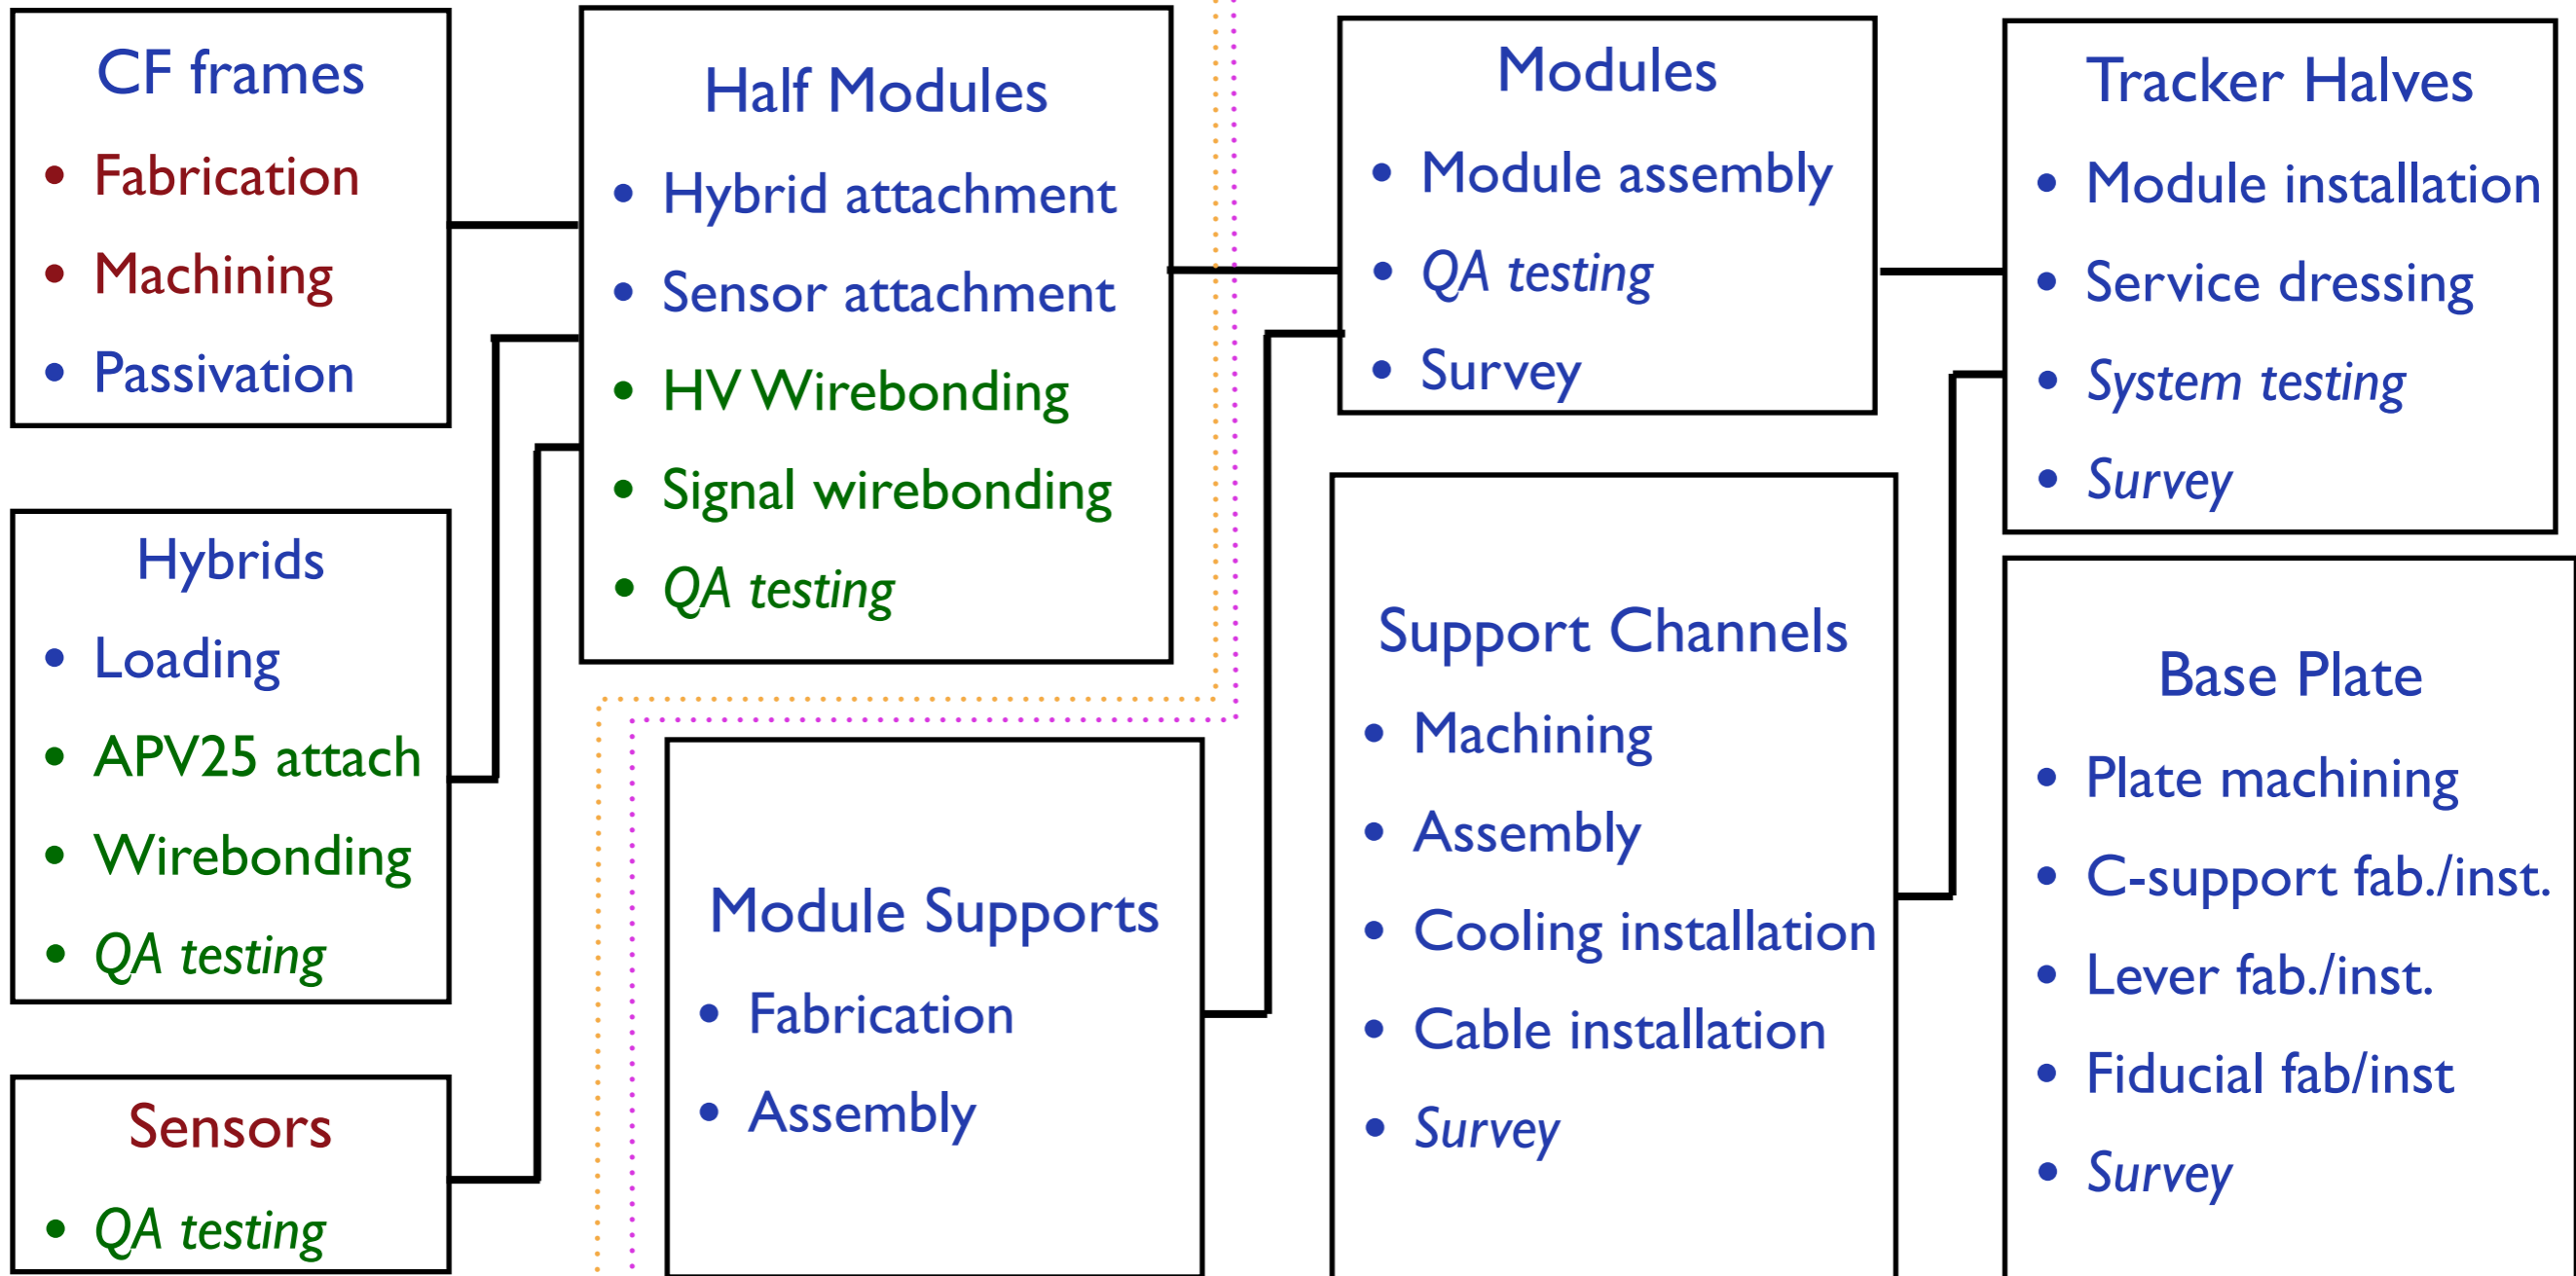 CF frames
• Fabrication
• Machining
• Passivation
Hybrids
• Loading
• APV25 attach
• Wirebonding
• QA testing
Sensors
• QA testing
Half Modules
• Hybrid attachment
• Sensor attachment
• HV Wirebonding
• Signal wirebonding
• QA testing
Module Supports
• Fabrication
• Assembly
Modules
• Module assembly
• QA testing
• Survey
Support Channels
• Machining
• Assembly
• Cooling installation
• Cable installation
• Survey
Tracker Halves
• Module installation
• Service dressing
• System testing
• Survey
Base Plate
• Plate machining
• C-support fab./inst.
• Lever fab./inst.
• Fiducial fab/inst
• Survey